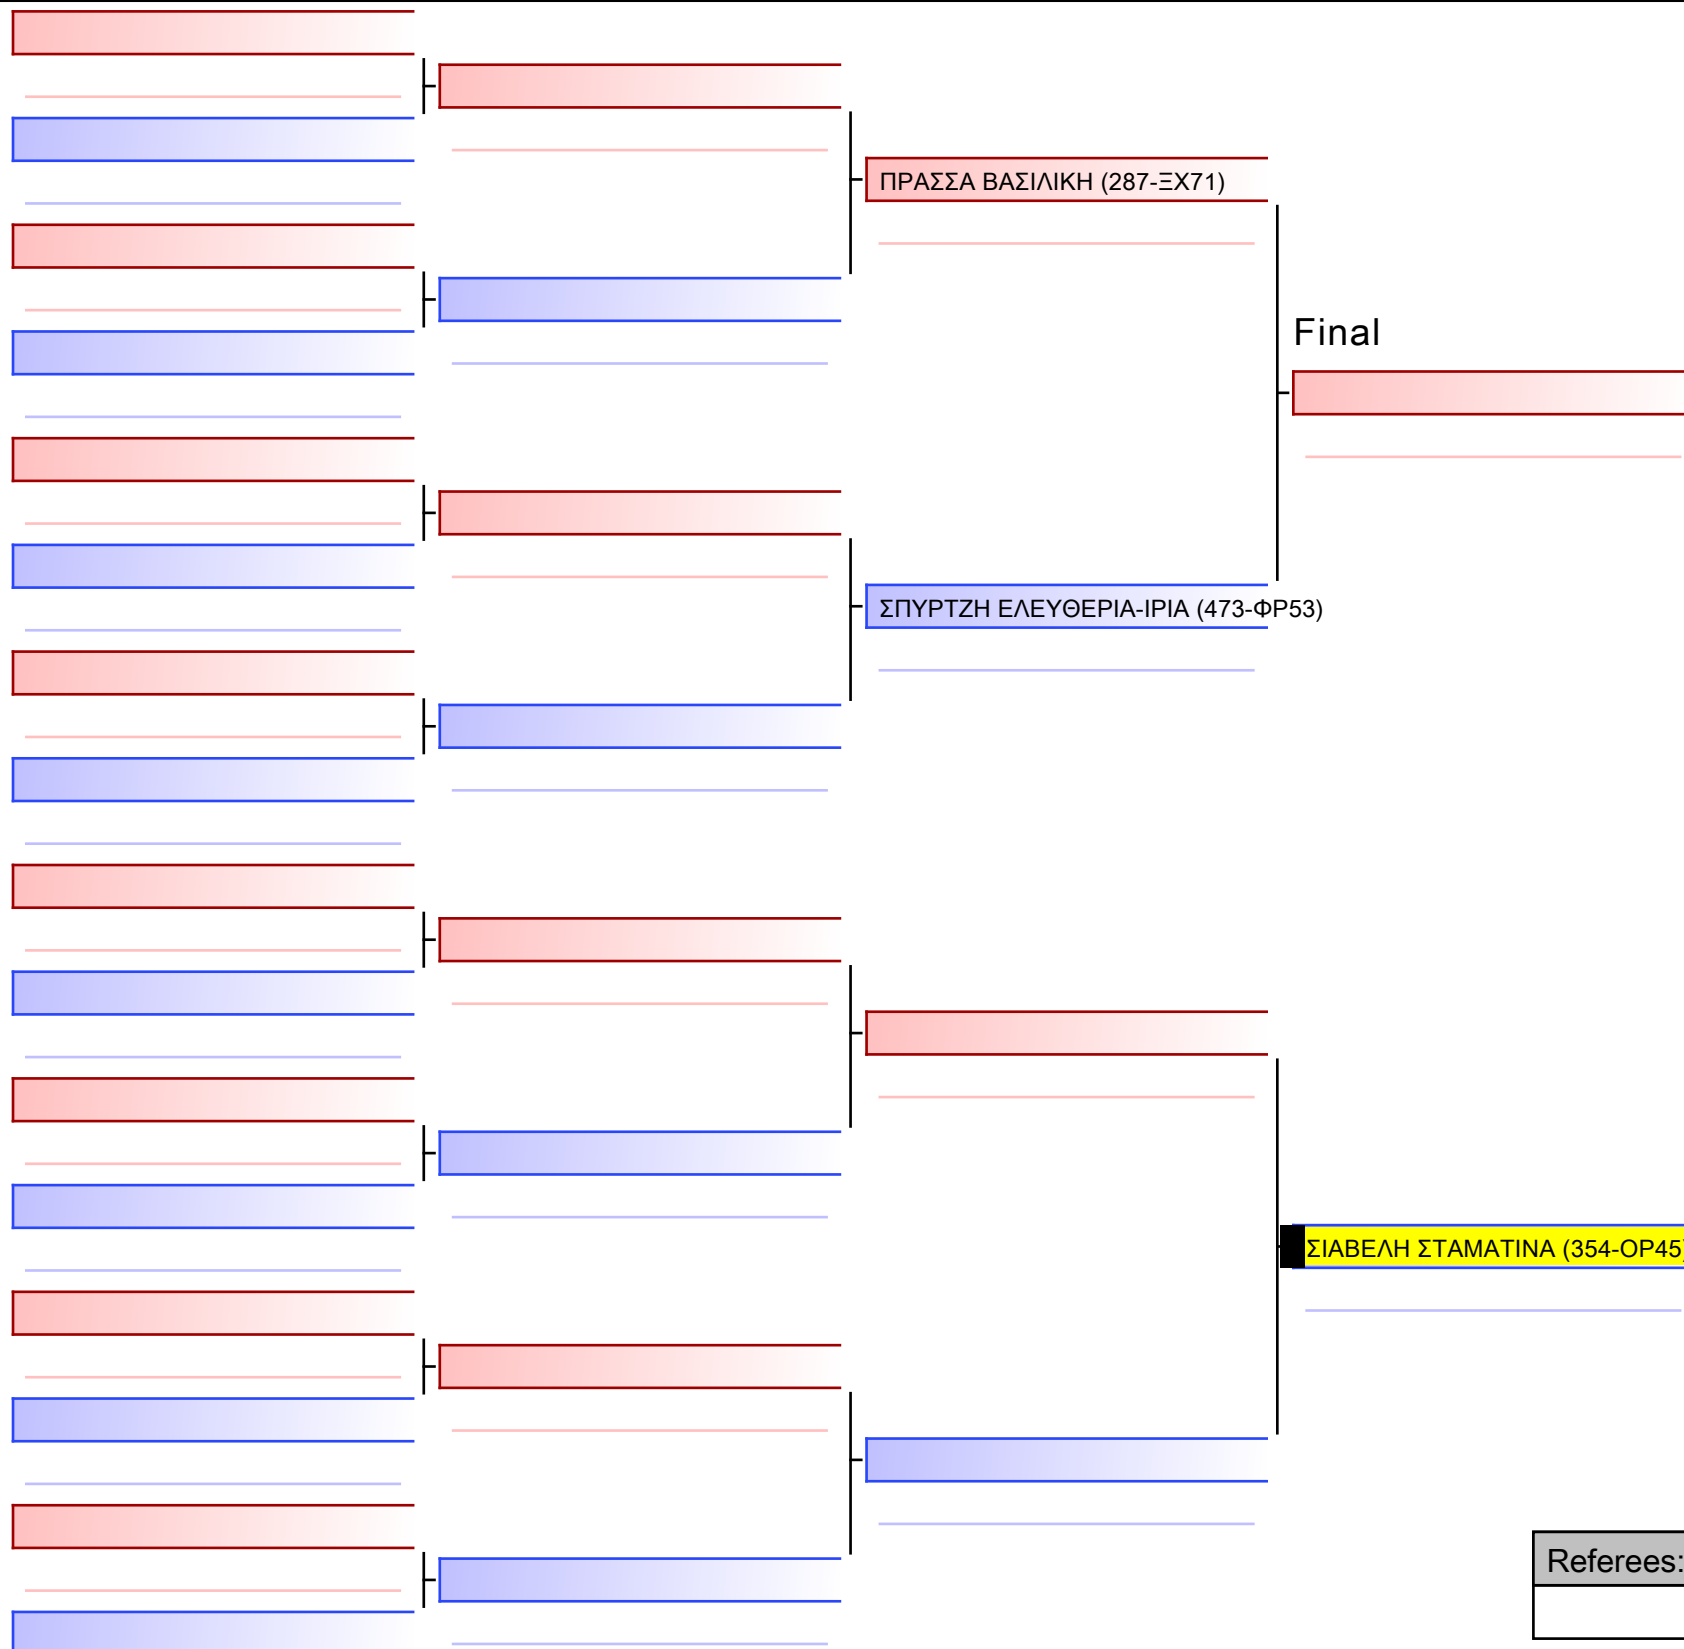 ΠΡΑΣΣΑ ΒΑΣΙΛΙΚΗ (287-ΞΧ71)
Final
ΣΠΥΡΤΖΗ ΕΛΕΥΘΕΡΙΑ-ΙΡΙΑ (473-ΦΡ53)
ΣΙΑΒΕΛΗ ΣΤΑΜΑΤΙΝΑ (354-ΟΡ45)
Referees: